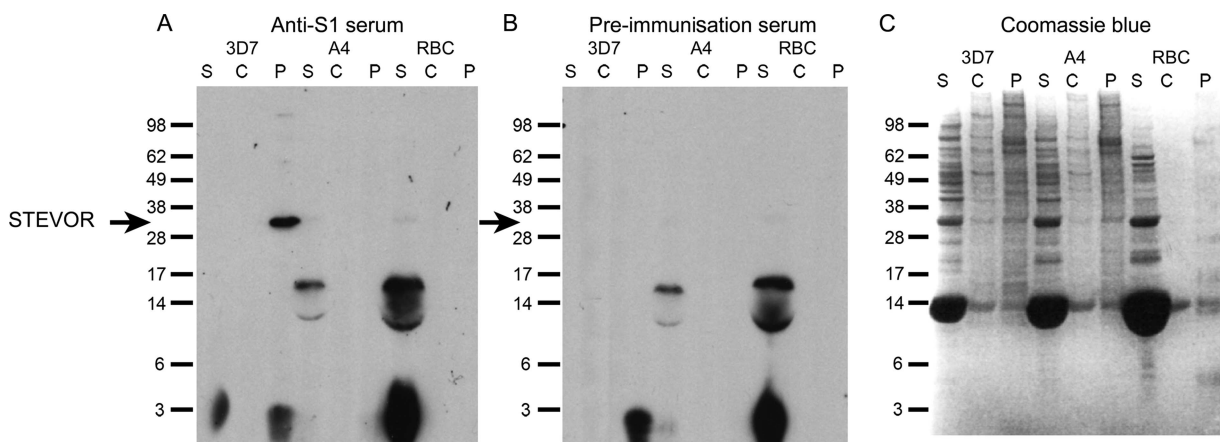 A Anti-S1 serum
3D7 A4 RBC
S C P S C P S C P
98
62
49
38
28
17
14
6
3
STEVOR
B Pre-immunisation serum
3D7 A4 RBC
S C P S C P S C P
98
62
49
38
28
17
14
6
3
C Coomassie blue
3D7 A4 RBC
S C P S C P S C P
98
62
49
38
28
17
14
6
3